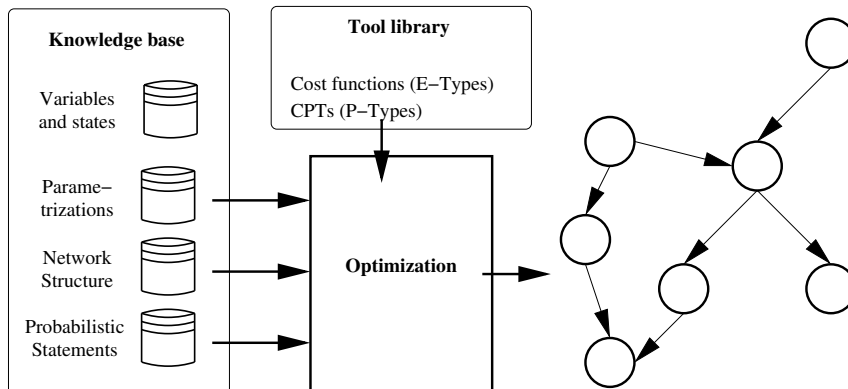 Knowledge base
Variables
and states
Parame-
trizations
Network
Structure
Probabilistic
Statements
Tool library
Cost functions (E-Types)
CPTs (P-Types)
Optimization